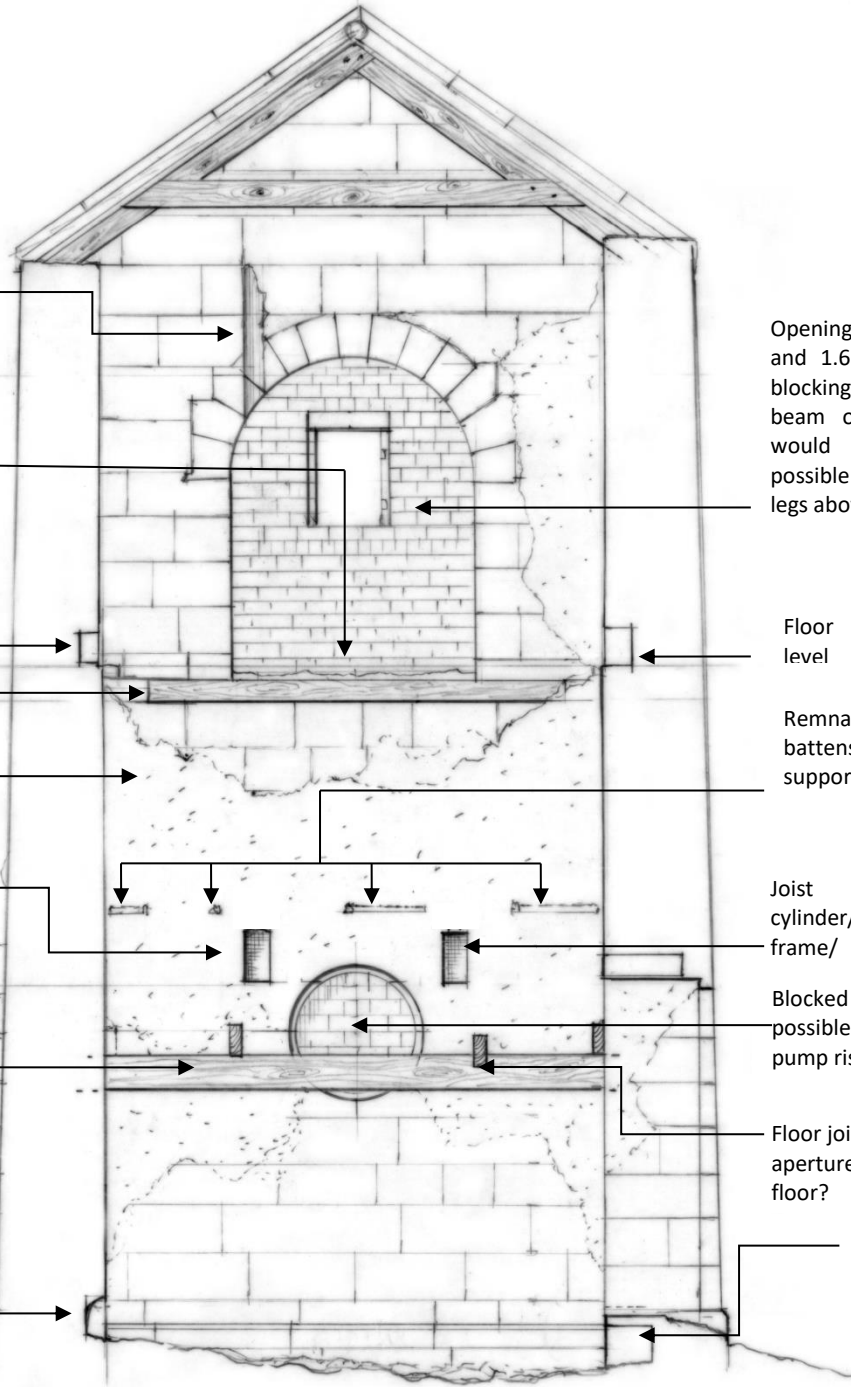 Opening
and 1.6
blocking
beam o
would
possible
legs abo
Floor
level
Remna
battens
suppor
Joist
cylinder/
frame/
Blocked
possible
pump ris
Floor joi
aperture
floor?